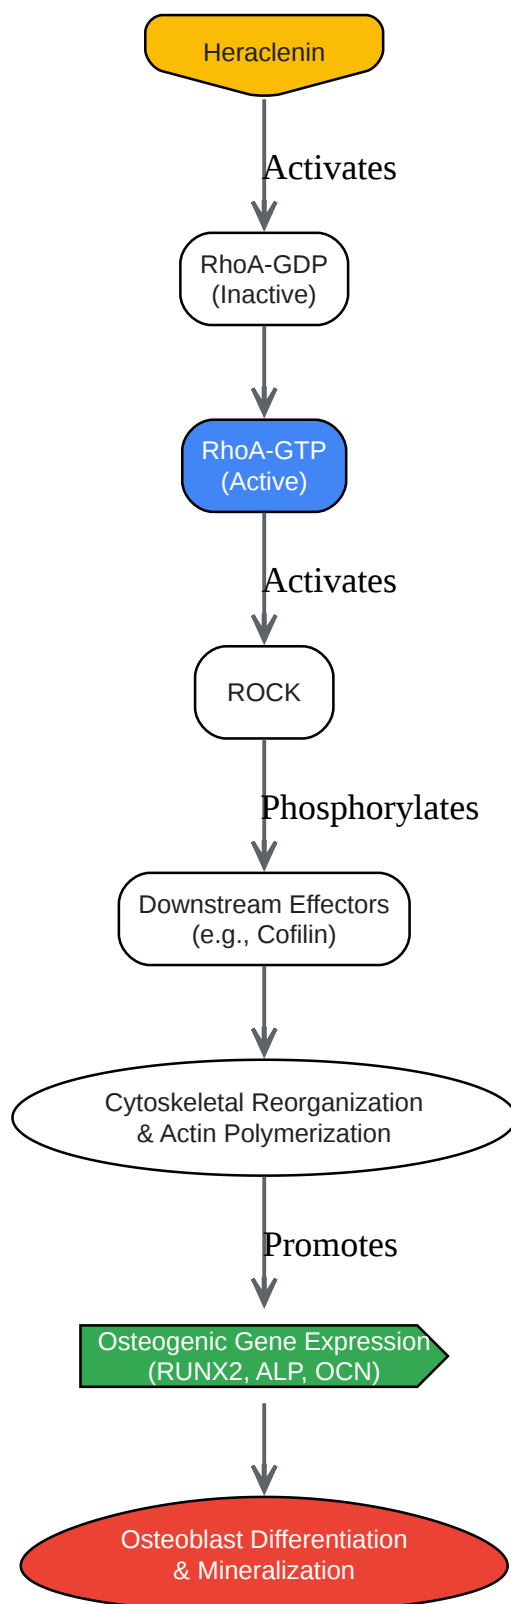 Heraclenin
Activates
RhoA-GDP
(Inactive)
RhoA-GTP
(Active)
Activates
ROCK
Phosphorylates
Downstream Effectors
(e.g., Cofilin)
Cytoskeletal Reorganization
& Actin Polymerization
Promotes
Osteogenic Gene Expression
(RUNX2, ALP, OCN)
Osteoblast Differentiation
& Mineralization